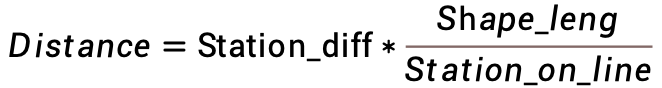 Distance = Station_diff * Shape_leng / Station_on_line